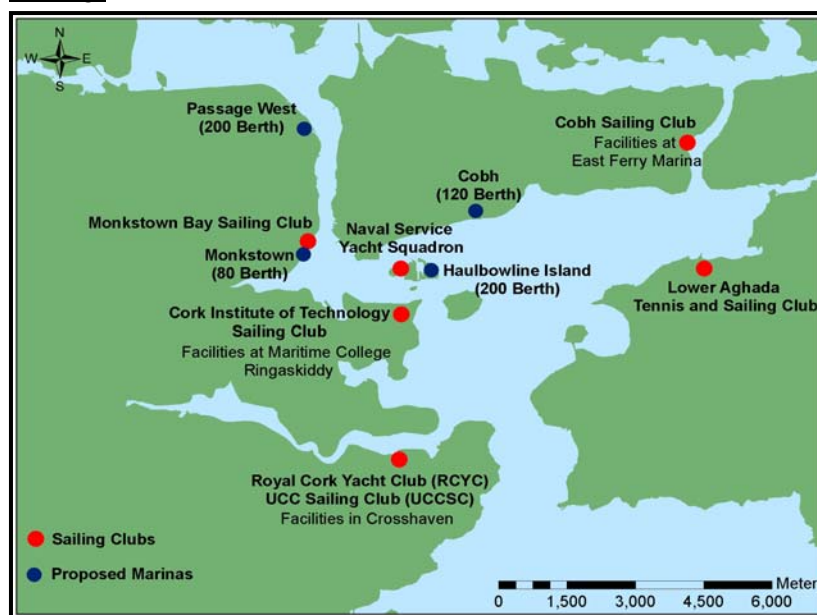 N
W E
S
Passage West
(200 Berth)
Cobh Sailing Club
Facilities at
East Ferry Marina
Cobh
(120 Berth)
Monkstown Bay Sailing Club
Naval Service
Yacht Squadron
Monkstown
(80 Berth)
Haulbowline Island
(200 Berth)
Lower Aghada
Tennis and Sailing Club
Cork Institute of Technology
Sailing Club
Facilities at Maritime College
Ringaskiddy
Royal Cork Yacht Club (RCYC)
UCC Sailing Club (UCCSC)
Facilities in Crosshaven
Sailing Clubs
Proposed Marinas
Meter
0 1,500 3,000 4,500 6,000